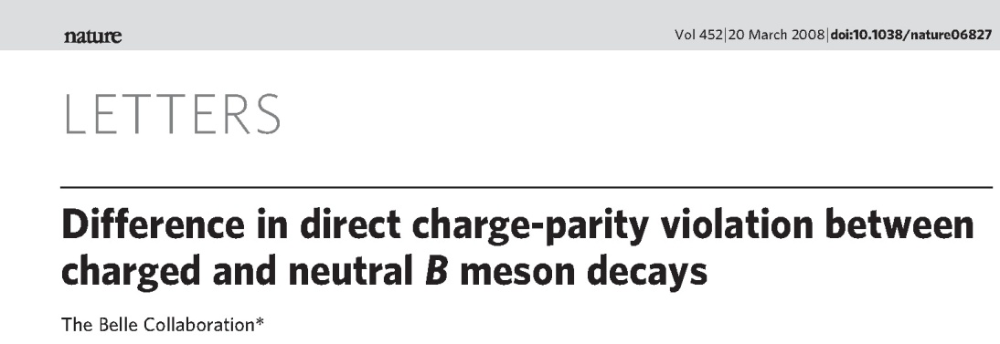 nature
Vol 452|20 March 2008|doi:10.1038/nature06827
LETTERS
Difference in direct charge-parity violation between
charged and neutral B meson decays
The Belle Collaboration*